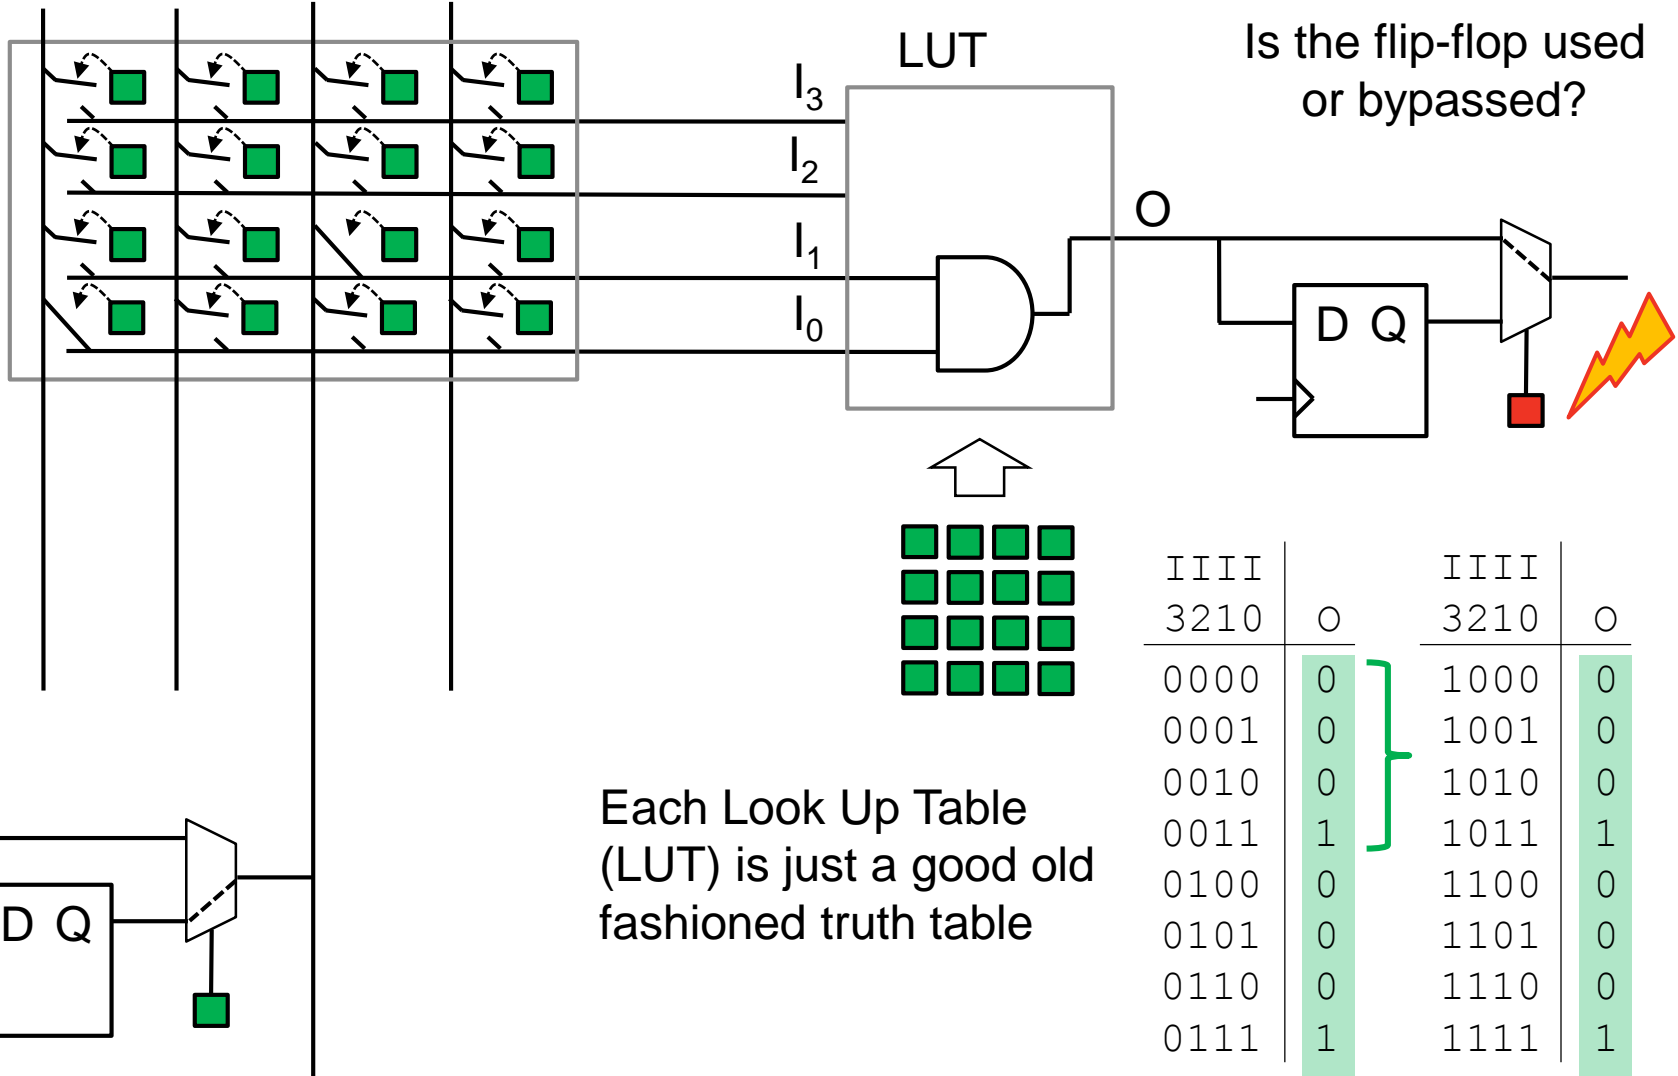 LUT
Is the flip-flop used
or bypassed?
I3
I2
I1
I0
O
D Q
IIII IIII
3210 O 3210 O
0000 0 1000 0
0001 0 1001 0
0010 0 1010 0
0011 1 1011 1
0100 0 1100 0
0101 0 1101 0
0110 0 1110 0
0111 1 1111 1
Each Look Up Table
(LUT) is just a good old
fashioned truth table
D Q